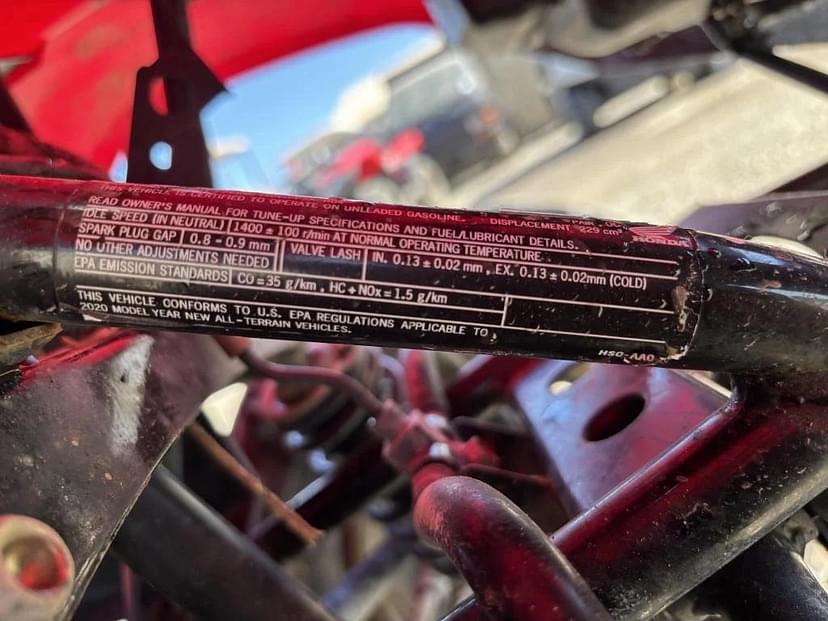 THIS VEHICLE IS CERTIFIED TO OPERATE ON UNLEADED GASOLINE.
READ OWNER'S MANUAL FOR TUNE-UP SPECIFICATIONS AND FUEL/LUBRICANT DETAILS.
DISPLACEMENT 229 cm³
HONDA
IDLE SPEED (IN NEUTRAL) 1400 ± 100 r/min AT NORMAL OPERATING TEMPERATURE
SPARK PLUG GAP 0.8 - 0.9 mm VALVE LASH IN. 0.13 ± 0.02 mm , EX. 0.13 ± 0.02mm (COLD)
NO OTHER ADJUSTMENTS NEEDED
EPA EMISSION STANDARDS CO = 35 g/km , HC + NOx = 1.5 g/km
THIS VEHICLE CONFORMS TO U.S. EPA REGULATIONS APPLICABLE TO
2020 MODEL YEAR NEW ALL-TERRAIN VEHICLES.
HS0-AA0